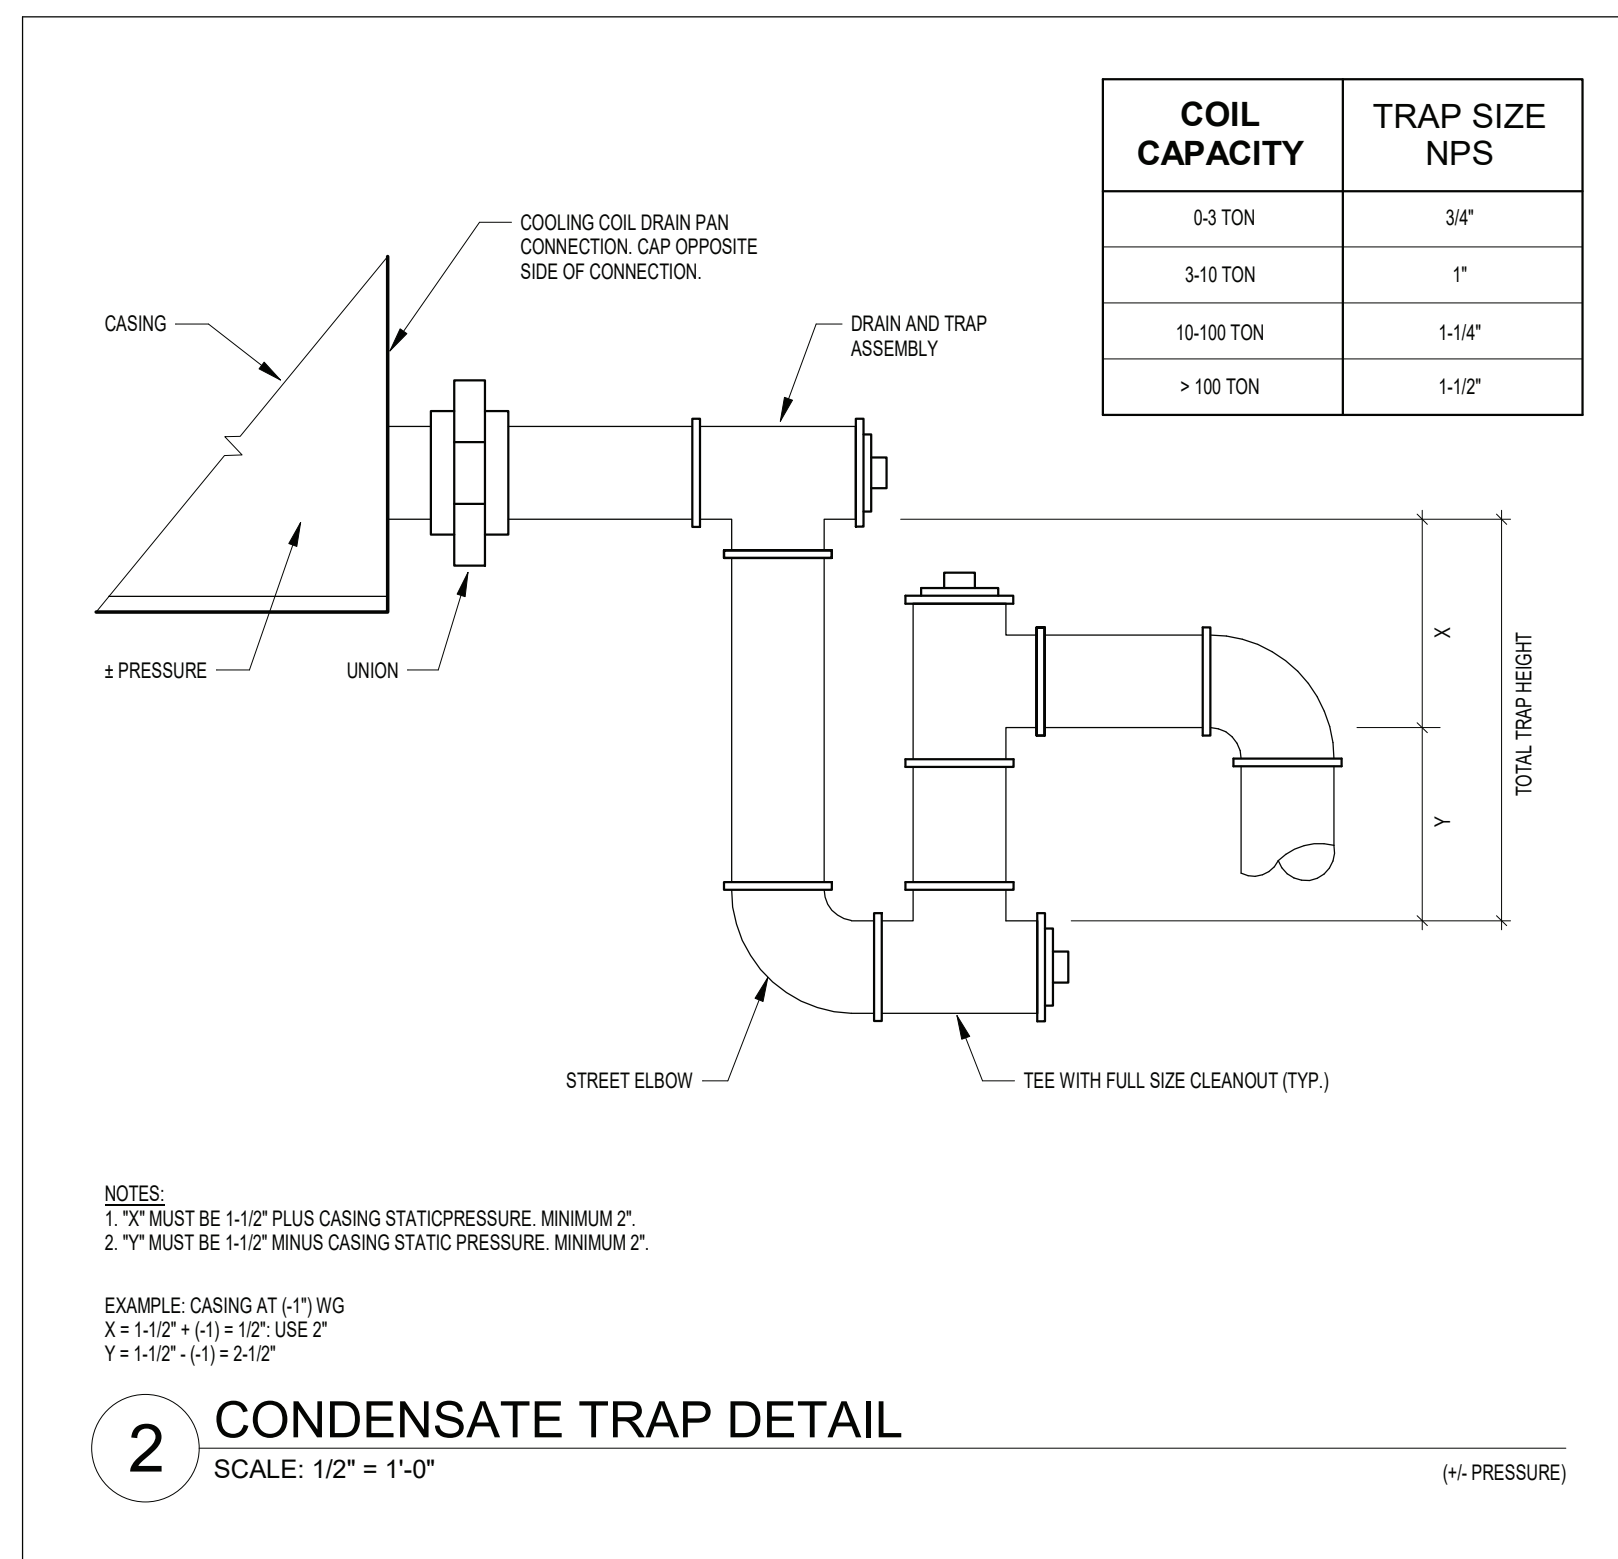 COIL
CAPACITY
TRAP SIZE
NPS
0-3 TON
3/4"
3-10 TON
1"
10-100 TON
1-1/4"
> 100 TON
1-1/2"
COOLING COIL DRAIN PAN
CONNECTION. CAP OPPOSITE
SIDE OF CONNECTION.
CASING
DRAIN AND TRAP
ASSEMBLY
± PRESSURE
UNION
X
Y
TOTAL TRAP HEIGHT
STREET ELBOW
TEE WITH FULL SIZE CLEANOUT (TYP.)
NOTES:
1. "X" MUST BE 1-1/2" PLUS CASING STATICPRESSURE. MINIMUM 2".
2. "Y" MUST BE 1-1/2" MINUS CASING STATIC PRESSURE. MINIMUM 2".
EXAMPLE: CASING AT (-1") WG
X = 1-1/2" + (-1) = 1/2": USE 2"
Y = 1-1/2" - (-1) = 2-1/2"
2
CONDENSATE TRAP DETAIL
SCALE: 1/2" = 1'-0"
(+/- PRESSURE)